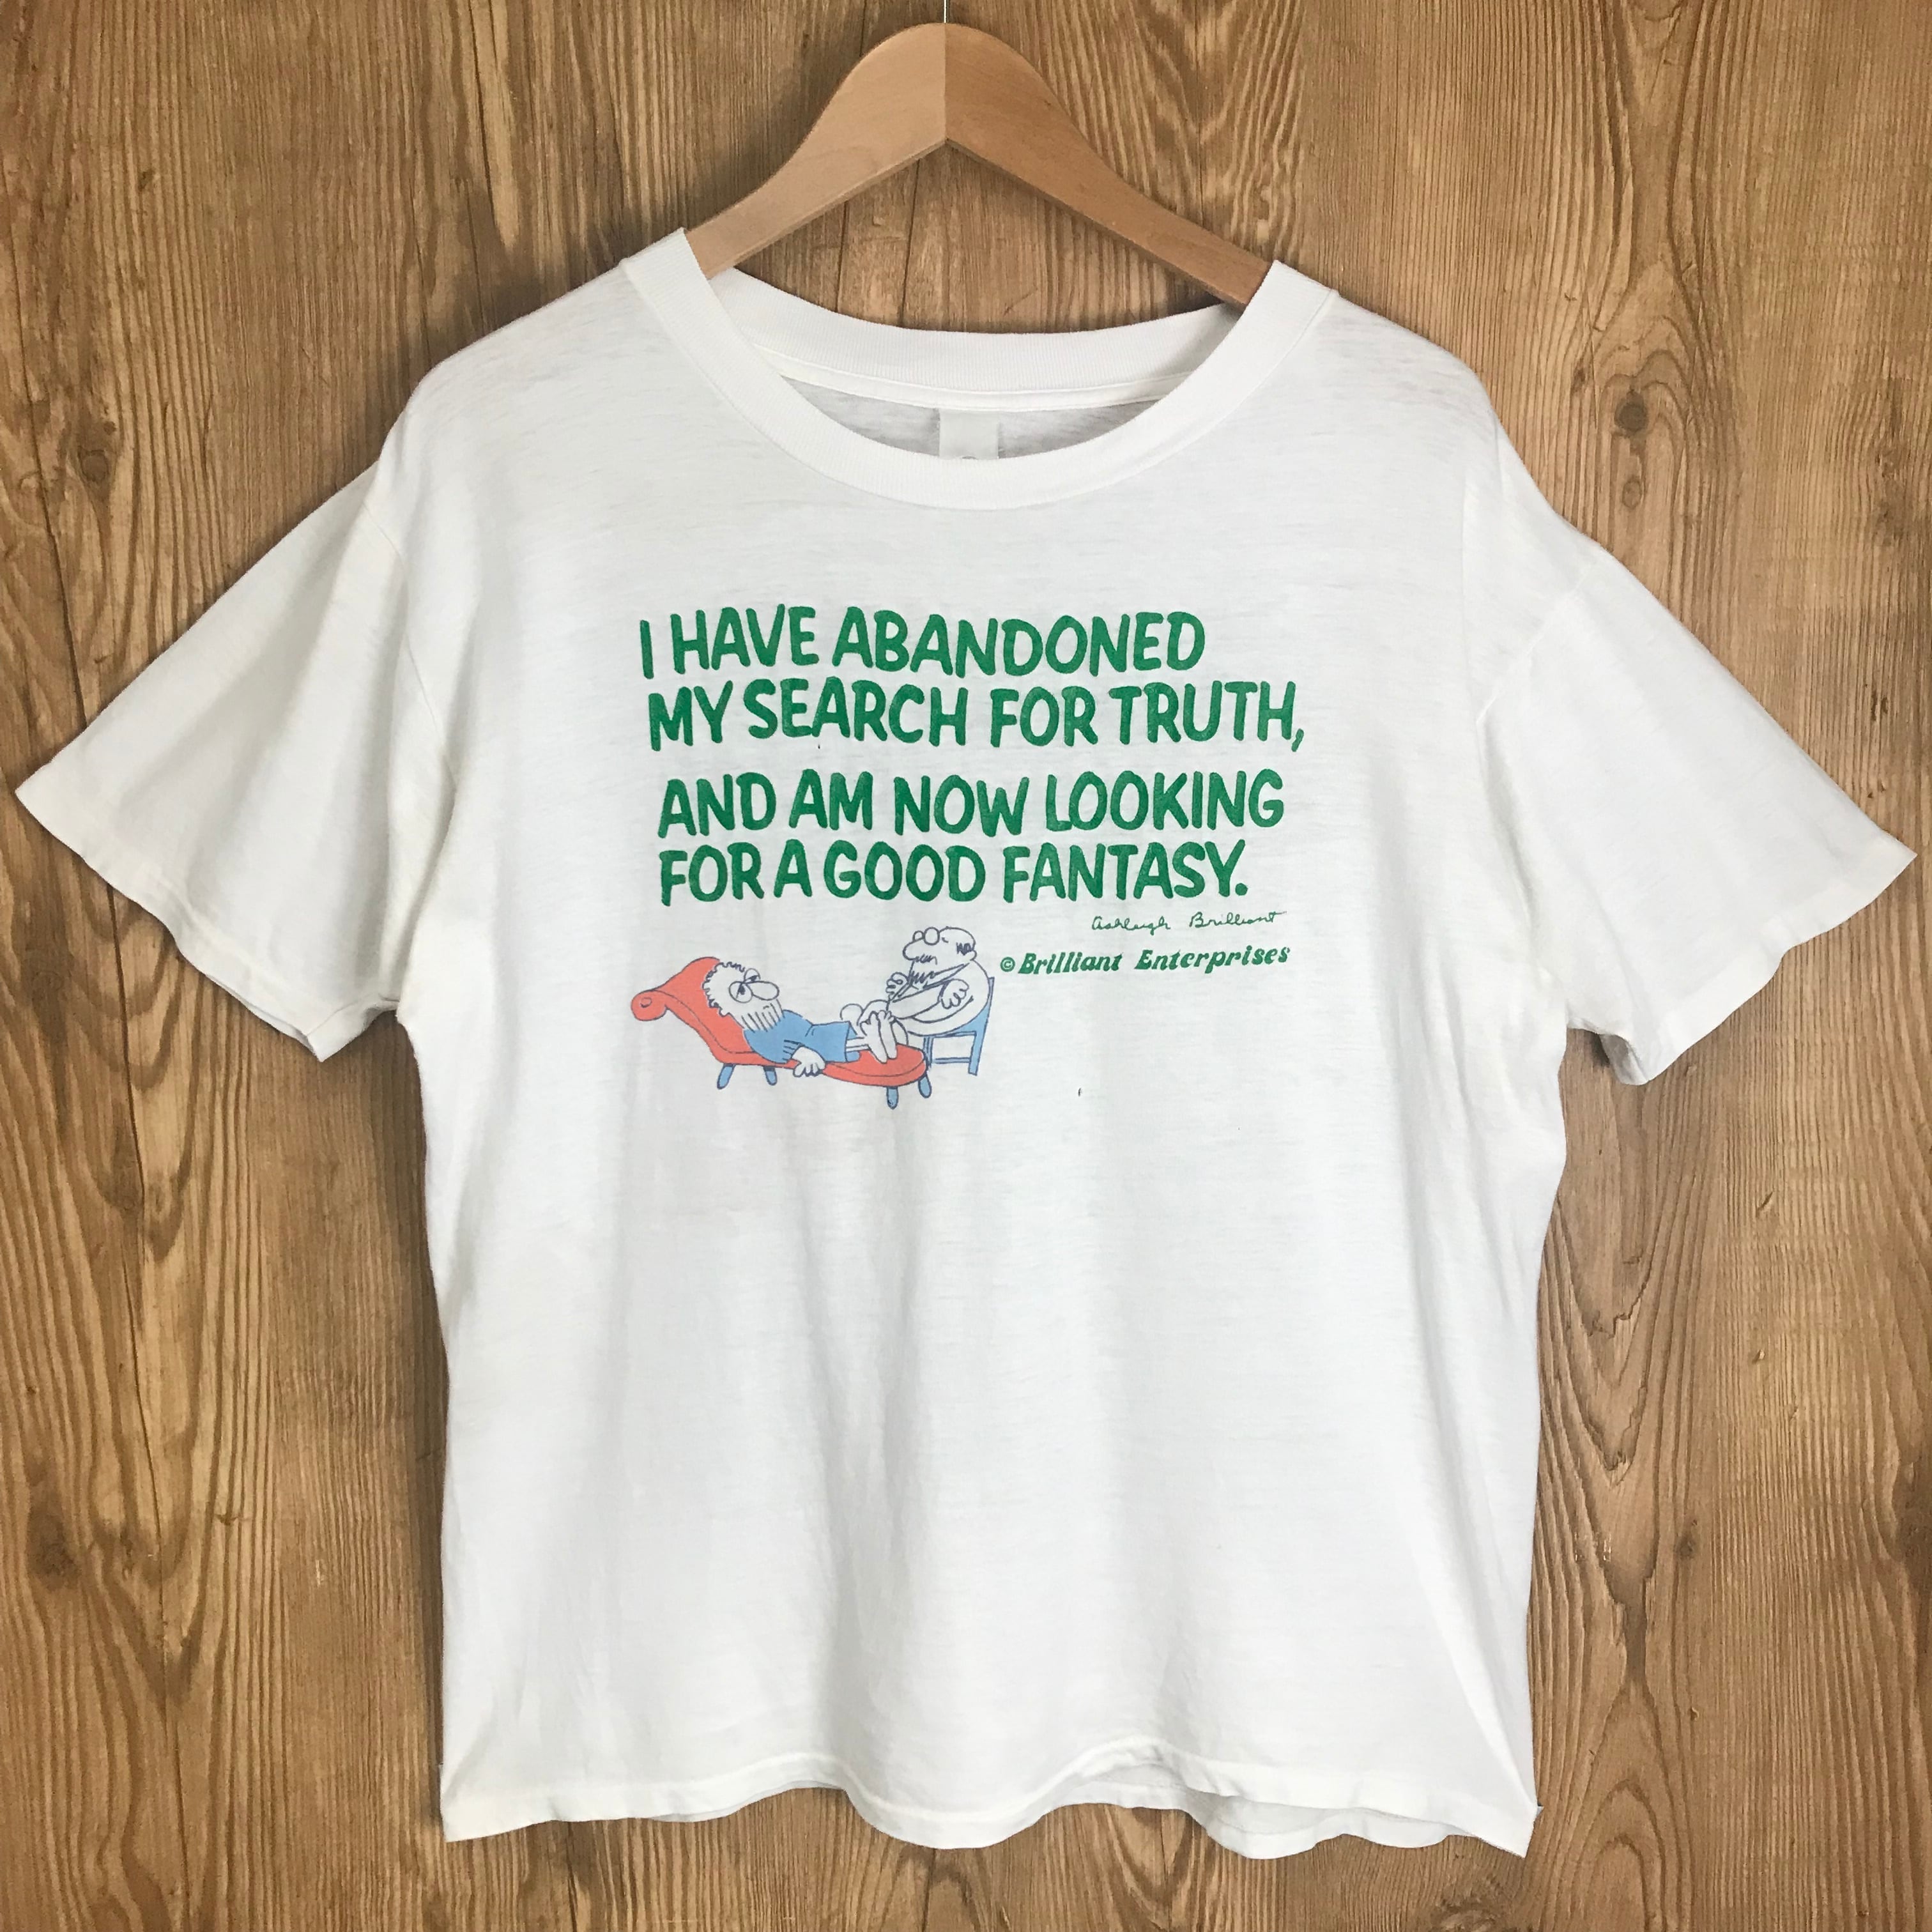 I HAVE ABANDONED
MY SEARCH FOR TRUTH,
AND AM NOW LOOKING
FOR A GOOD FANTASY.
Ashleigh Brilliant
© Brilliant Enterprises